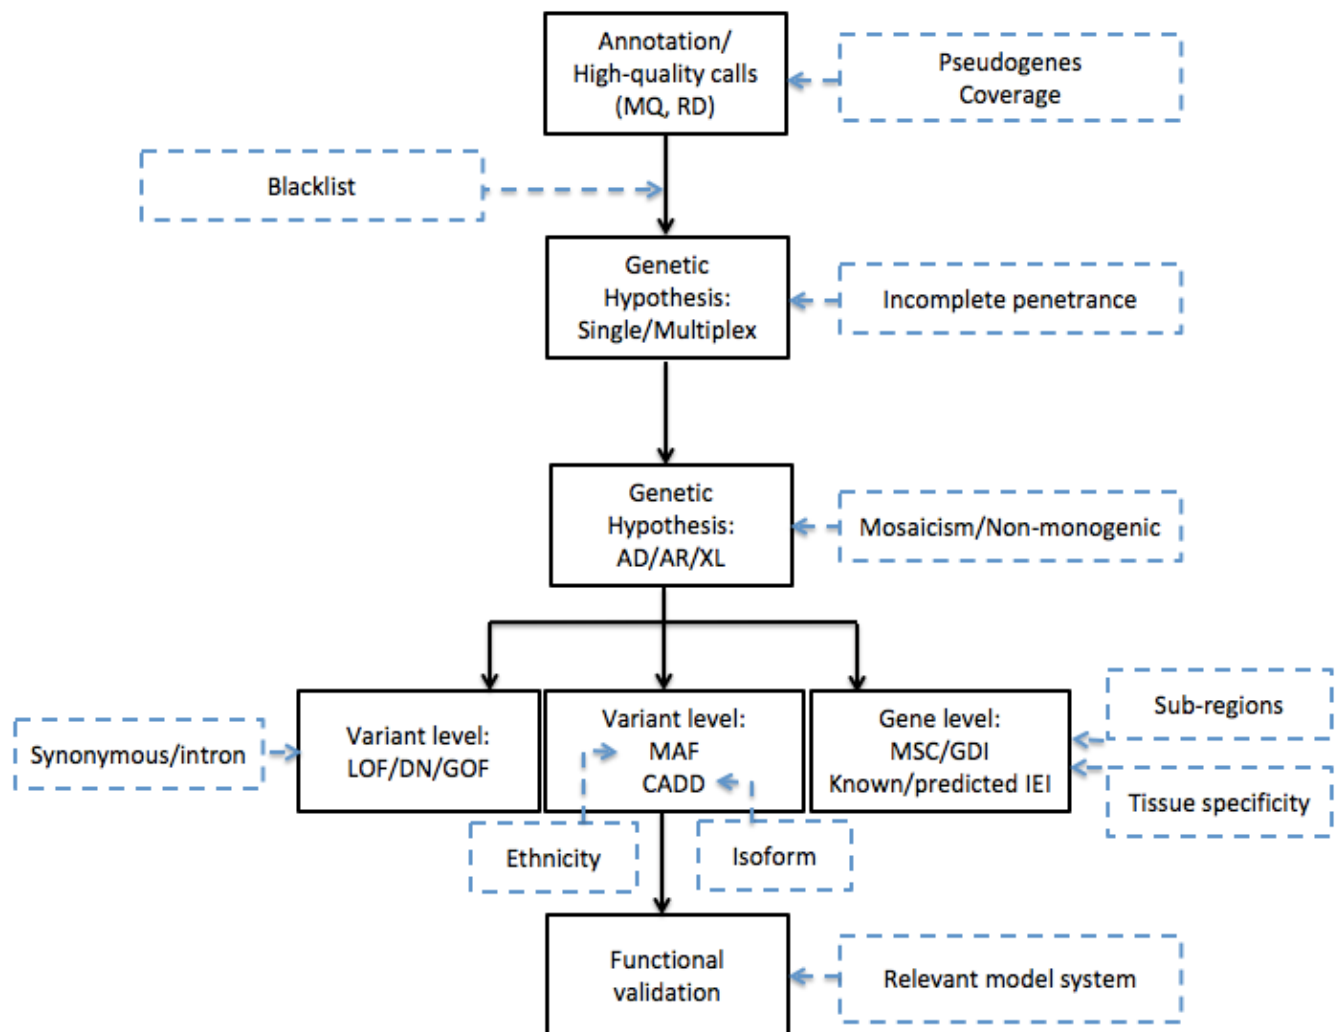 Annotation/
High-quality calls
(MQ, RD)
Pseudogenes
Coverage
Blacklist
Genetic
Hypothesis:
Single/Multiplex
Incomplete penetrance
Genetic
Hypothesis:
AD/AR/XL
Mosaicism/Non-monogenic
Synonymous/intron
Variant level:
LOF/DN/GOF
Variant level:
MAF
CADD
Gene level:
MSC/GDI
Known/predicted IEI
Sub-regions
Tissue specificity
Ethnicity
Isoform
Functional
validation
Relevant model system